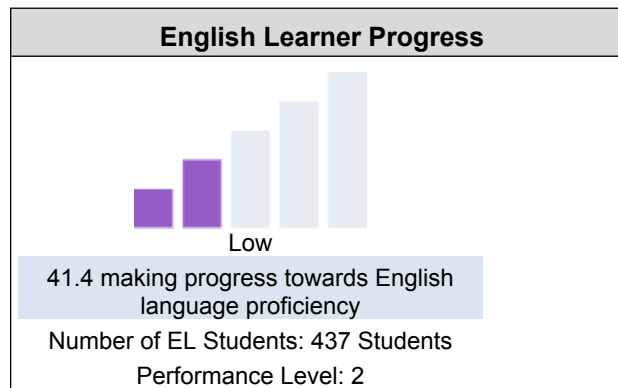 English Learner Progress
Low
41.4 making progress towards English
language proficiency
Number of EL Students: 437 Students
Performance Level: 2